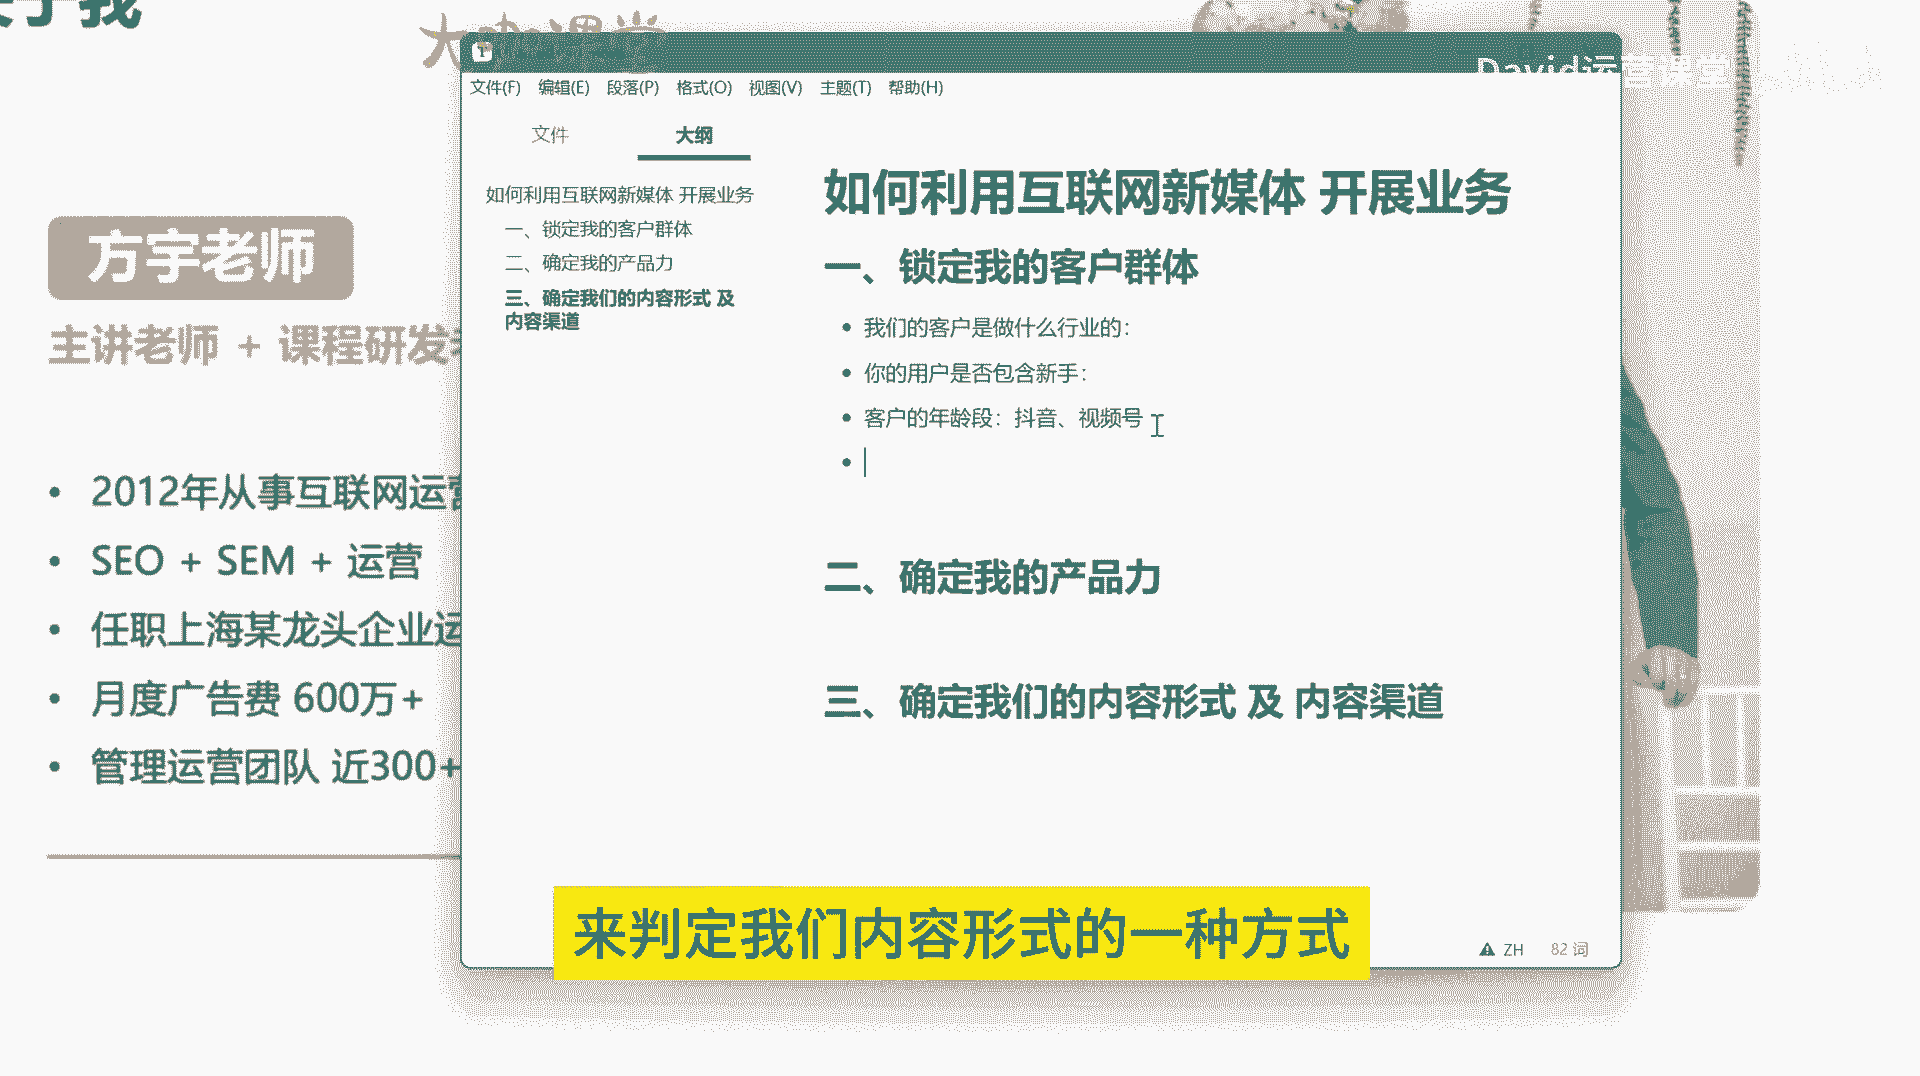 大咖课堂
David运营课堂
方宇老师
主讲老师 + 课程研发
2012年从事互联网运营
SEO + SEM + 运营
任职上海某龙头企业运
月度广告费 600万+
管理运营团队 近300+
文件(F) 编辑(E) 段落(P) 格式(O) 视图(V) 主题(T) 帮助(H)
文件 大纲
如何利用互联网新媒体 开展业务
一、锁定我的客户群体
二、确定我的产品力
三、确定我们的内容形式 及
内容渠道
如何利用互联网新媒体 开展业务
一、锁定我的客户群体
我们的客户是做什么行业的：
你的用户是否包含新手：
客户的年龄段：抖音、视频号
二、确定我的产品力
三、确定我们的内容形式 及 内容渠道
ZH 82 词
来判定我们内容形式的一种方式